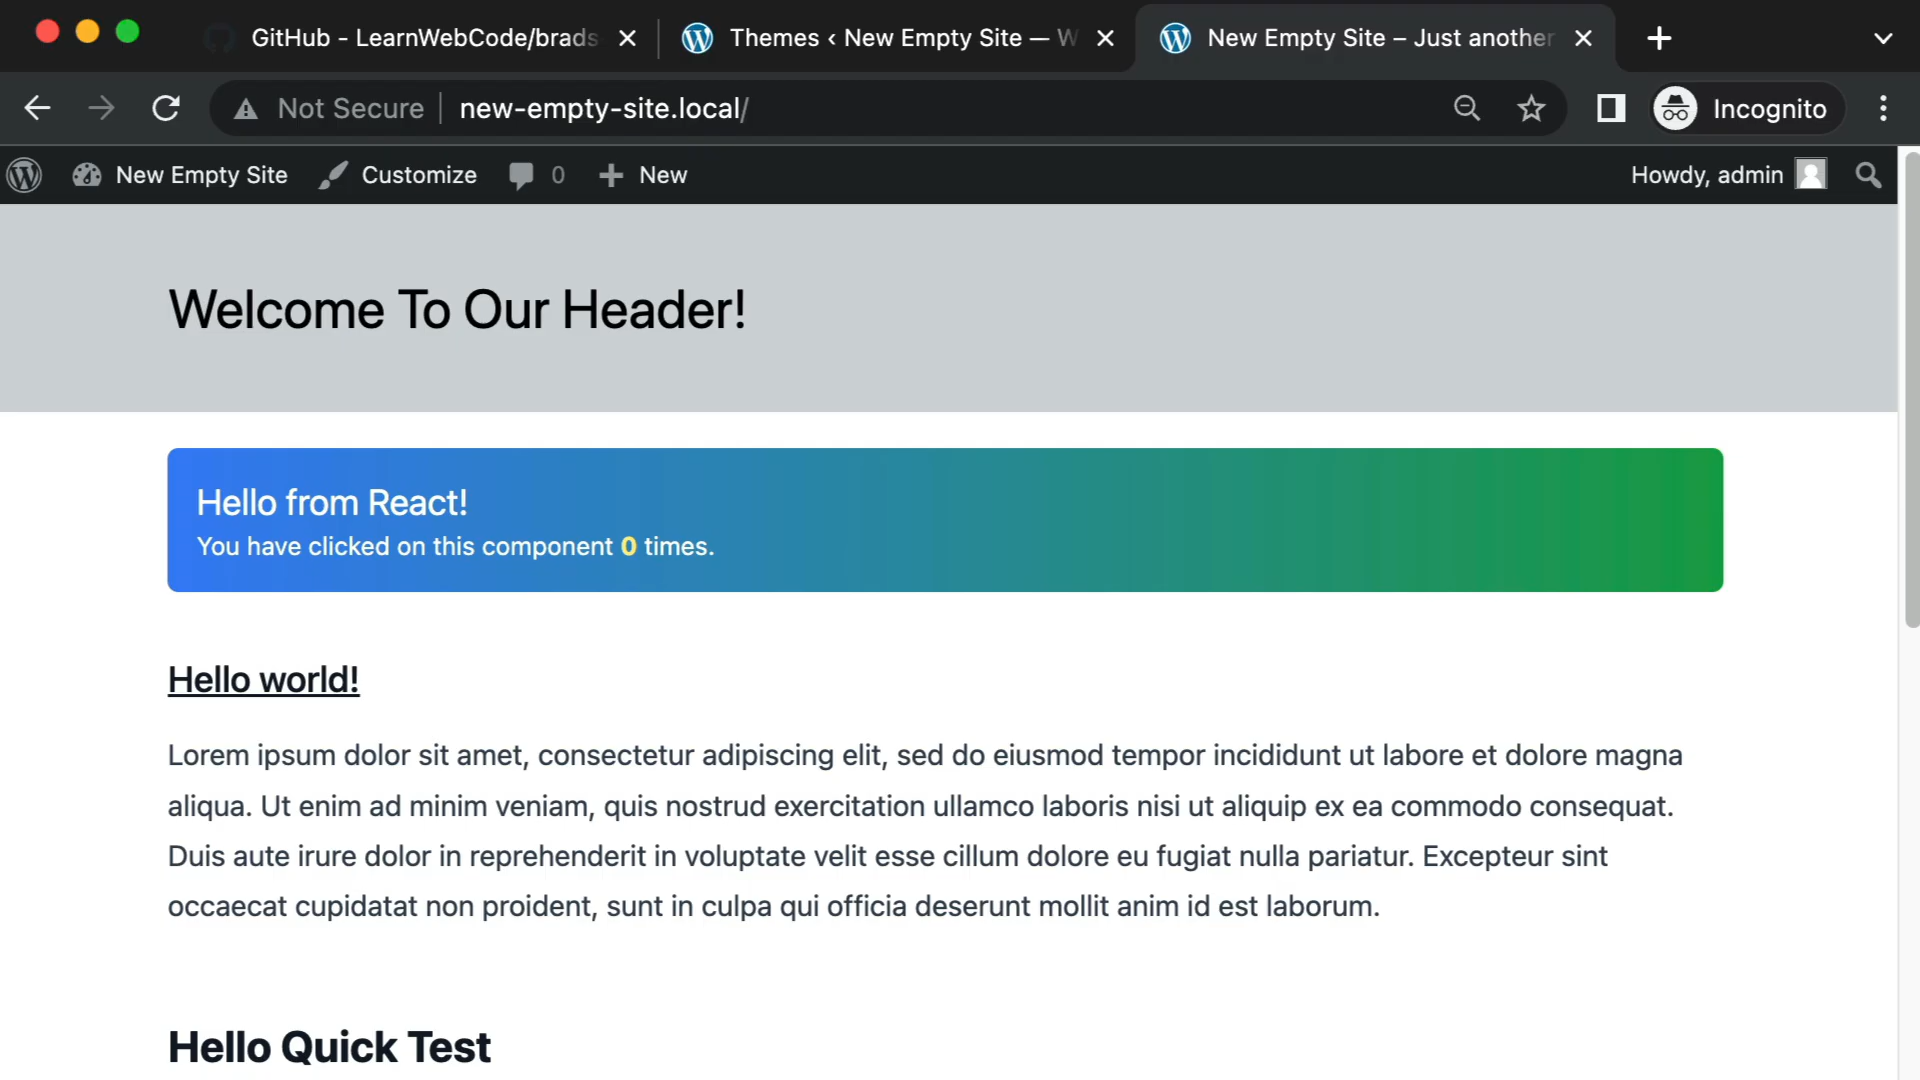 GitHub - LearnWebCode/brads
Themes ‹ New Empty Site — W
New Empty Site – Just another
Not Secure
new-empty-site.local/
Incognito
New Empty Site
Customize
0
New
Howdy, admin
Welcome To Our Header!
Hello from React!
You have clicked on this component 0 times.
Hello world!
Lorem ipsum dolor sit amet, consectetur adipiscing elit, sed do eiusmod tempor incididunt ut labore et dolore magna
aliqua. Ut enim ad minim veniam, quis nostrud exercitation ullamco laboris nisi ut aliquip ex ea commodo consequat.
Duis aute irure dolor in reprehenderit in voluptate velit esse cillum dolore eu fugiat nulla pariatur. Excepteur sint
occaecat cupidatat non proident, sunt in culpa qui officia deserunt mollit anim id est laborum.
Hello Quick Test